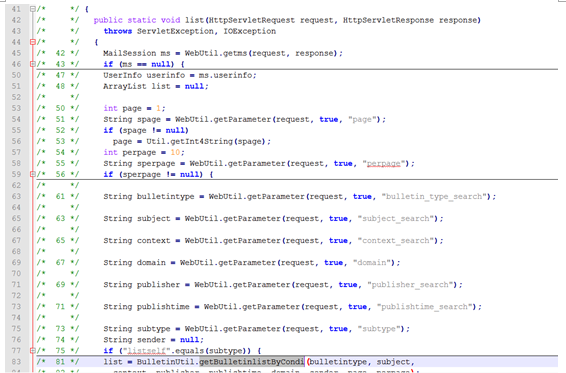 41 /* */ {
42 /* */ public static void list(HttpServletRequest request, HttpServletResponse response)
43 /* */ throws ServletException, IOException
44 /* */ {
45 /* 42 */ MailSession ms = WebUtil.getms(request, response);
46 /* 43 */ if (ms == null) {
50 /* 47 */ UserInfo userinfo = ms.userinfo;
51 /* 48 */ ArrayList list = null;
52 /* */
53 /* 50 */ int page = 1;
54 /* 51 */ String spage = WebUtil.getParameter(request, true, "page");
55 /* 52 */ if (spage != null)
56 /* 53 */ page = Util.getInt4String(spage);
57 /* 54 */ int perpage = 10;
58 /* 55 */ String sperpage = WebUtil.getParameter(request, true, "perpage");
59 /* 56 */ if (sperpage != null) {
62 /* */
63 /* 61 */ String bulletintype = WebUtil.getParameter(request, true, "bulletin_type_search");
64 /* */
65 /* 63 */ String subject = WebUtil.getParameter(request, true, "subject_search");
66 /* */
67 /* 65 */ String context = WebUtil.getParameter(request, true, "context_search");
68 /* */
69 /* 67 */ String domain = WebUtil.getParameter(request, true, "domain");
70 /* */
71 /* 69 */ String publisher = WebUtil.getParameter(request, true, "publisher_search");
72 /* */
73 /* 71 */ String publishtime = WebUtil.getParameter(request, true, "publishtime_search");
74 /* */
75 /* 73 */ String subtype = WebUtil.getParameter(request, true, "subtype");
76 /* 74 */ String sender = null;
77 /* 75 */ if ("listself".equals(subtype)) {
83 /* 81 */ list = BulletinUtil.getBulletinlistByCondi(bulletintype, subject,
context, publisher, publishtime, domain, sender, page, perpage);